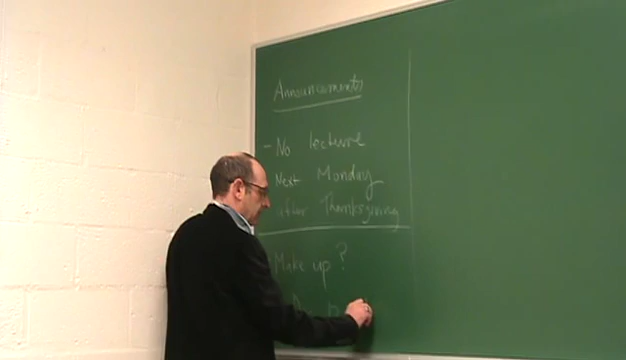 Announcements
- No lecture
Next Monday
after Thanksgiving
Make up?